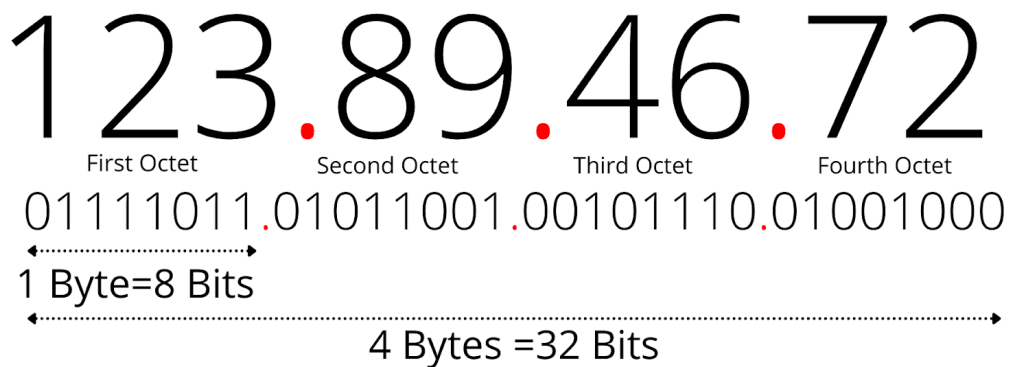 123.89.46.72
First Octet Second Octet Third Octet Fourth Octet
01111011.01011001.00101110.01001000
1 Byte=8 Bits
4 Bytes =32 Bits